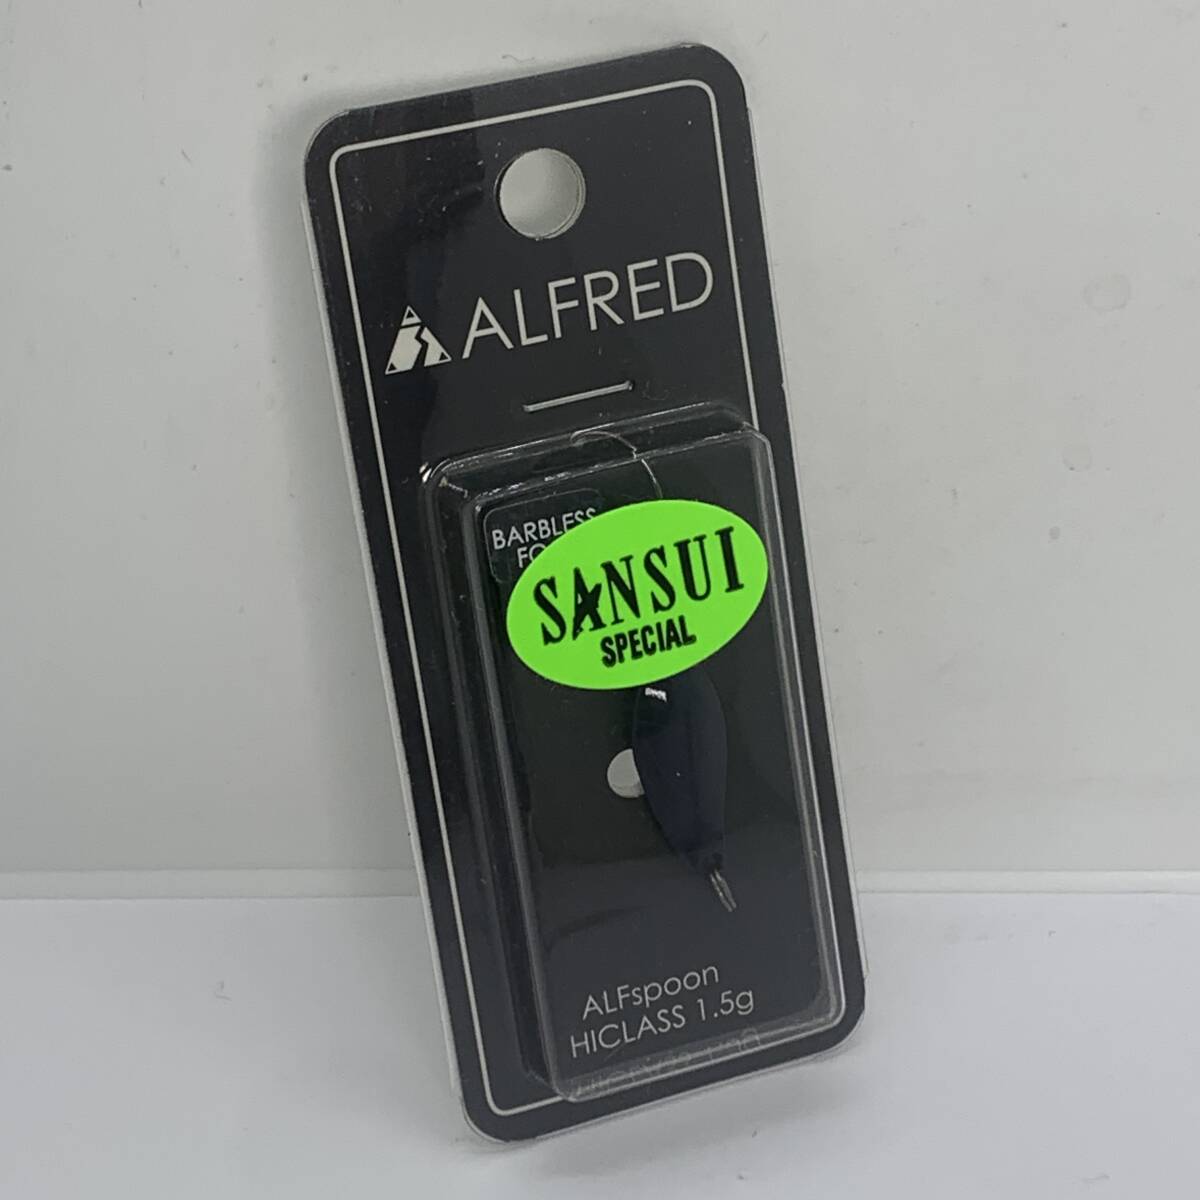 ALFRED
BARBLESS
SANSUI
SPECIAL
ALFspoon
HICLASS 1.5g